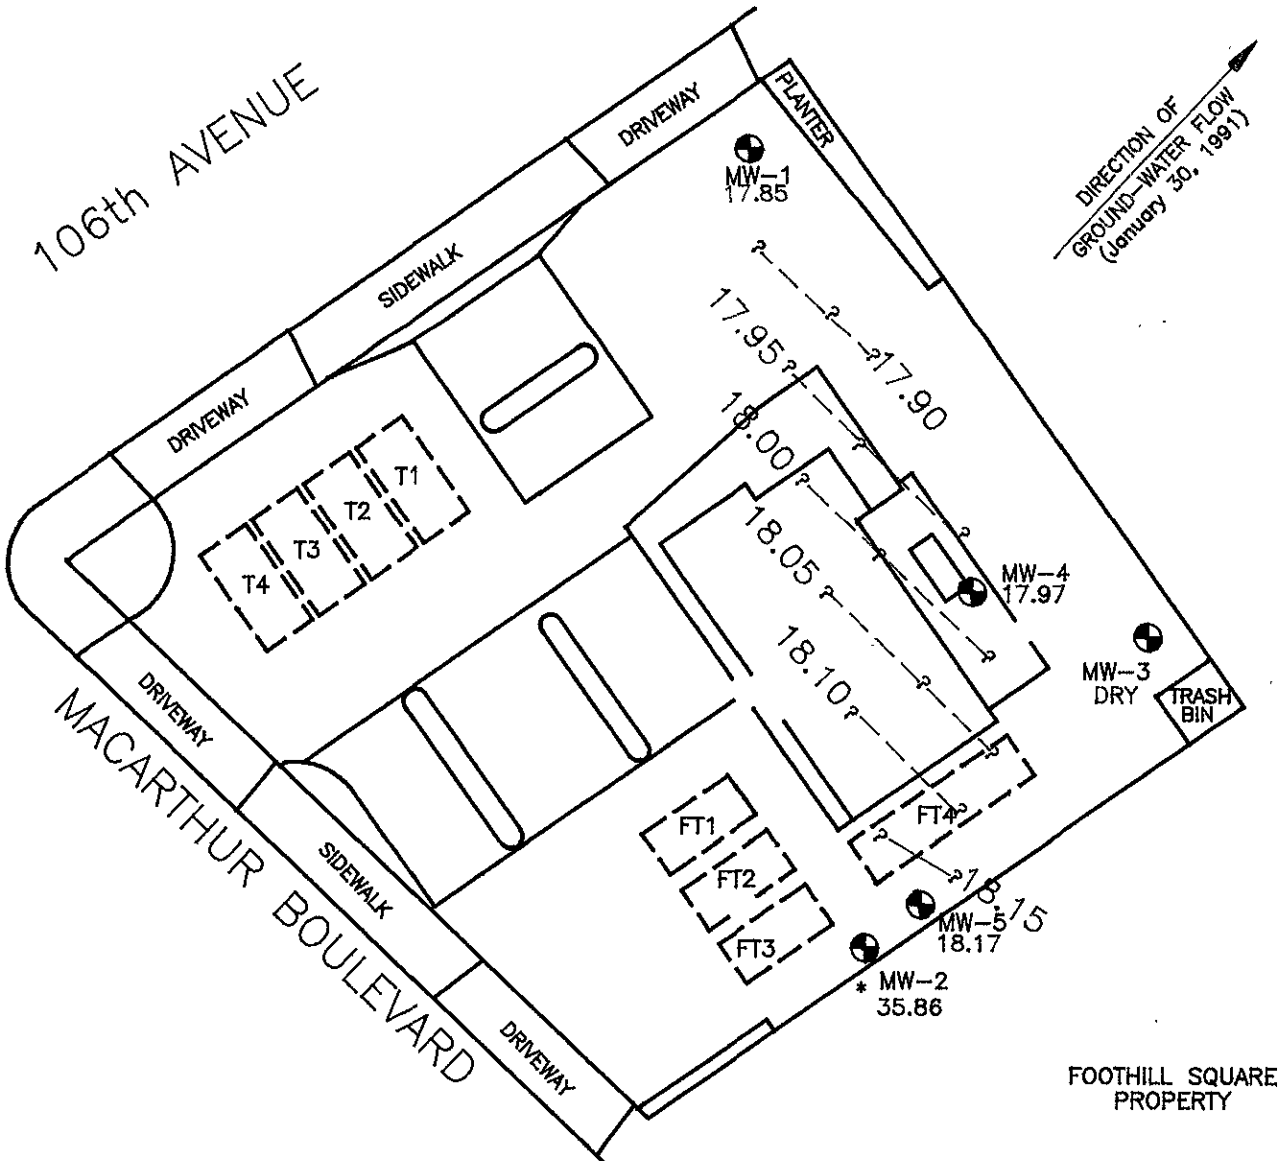 106th AVENUE
DRIVEWAY
PLANTER
DIRECTION OF
GROUND-WATER FLOW
(January 30, 1991)
MW-1
17.85
SIDEWALK
17.95
?
?
?
17.90
?
?
?
DRIVEWAY
18.00
?
?
?
T1
T2
T3
T4
18.05
?
?
?
MW-4
17.97
18.10
?
?
MW-3
DRY
TRASH
BIN
DRIVEWAY
MACARTHUR BOULEVARD
SIDEWALK
FT1
FT2
FT3
FT4
?
?
18.15
MW-5
18.17
* MW-2
35.86
DRIVEWAY
FOOTHILL SQUARE
PROPERTY